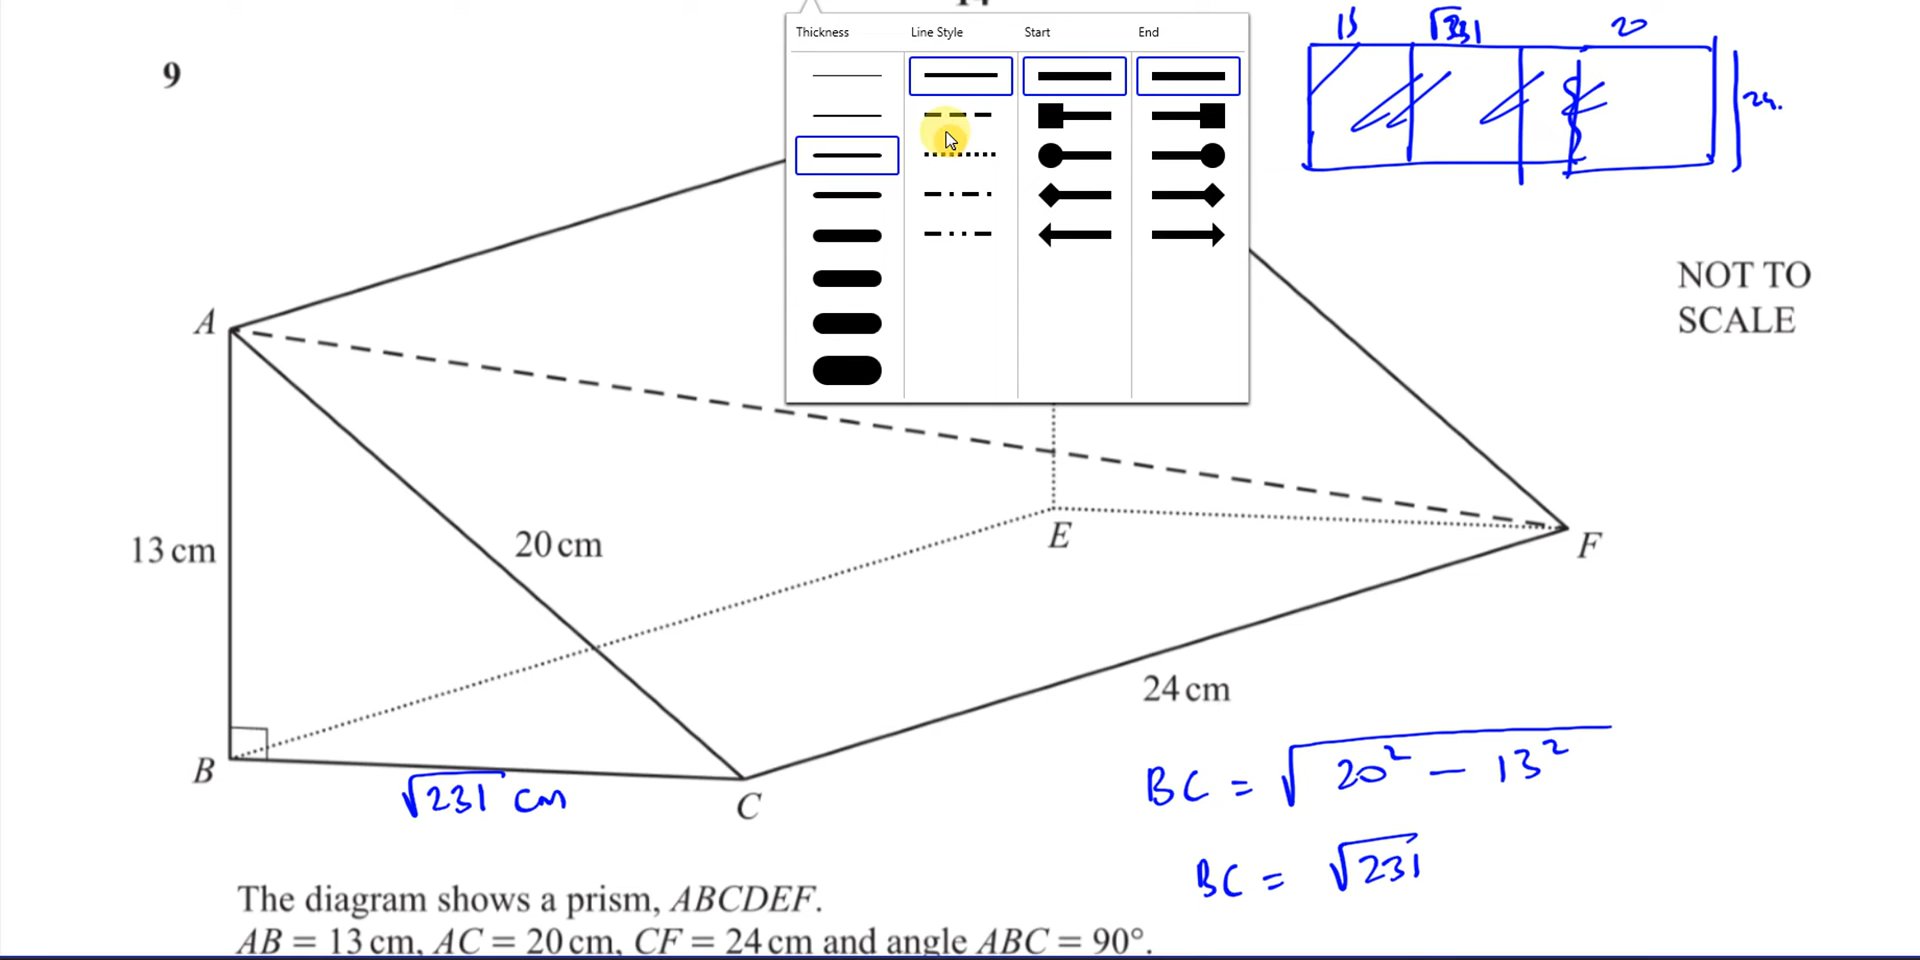 Thickness Line Style Start End
15 √231 20
9
24.
NOT TO
SCALE
A
20 cm
E
F
13 cm
24 cm
B
√231 cm
C
BC = √20² − 13²
BC = √231
The diagram shows a prism, ABCDEF.
AB = 13 cm, AC = 20 cm, CF = 24 cm and angle ABC = 90°.